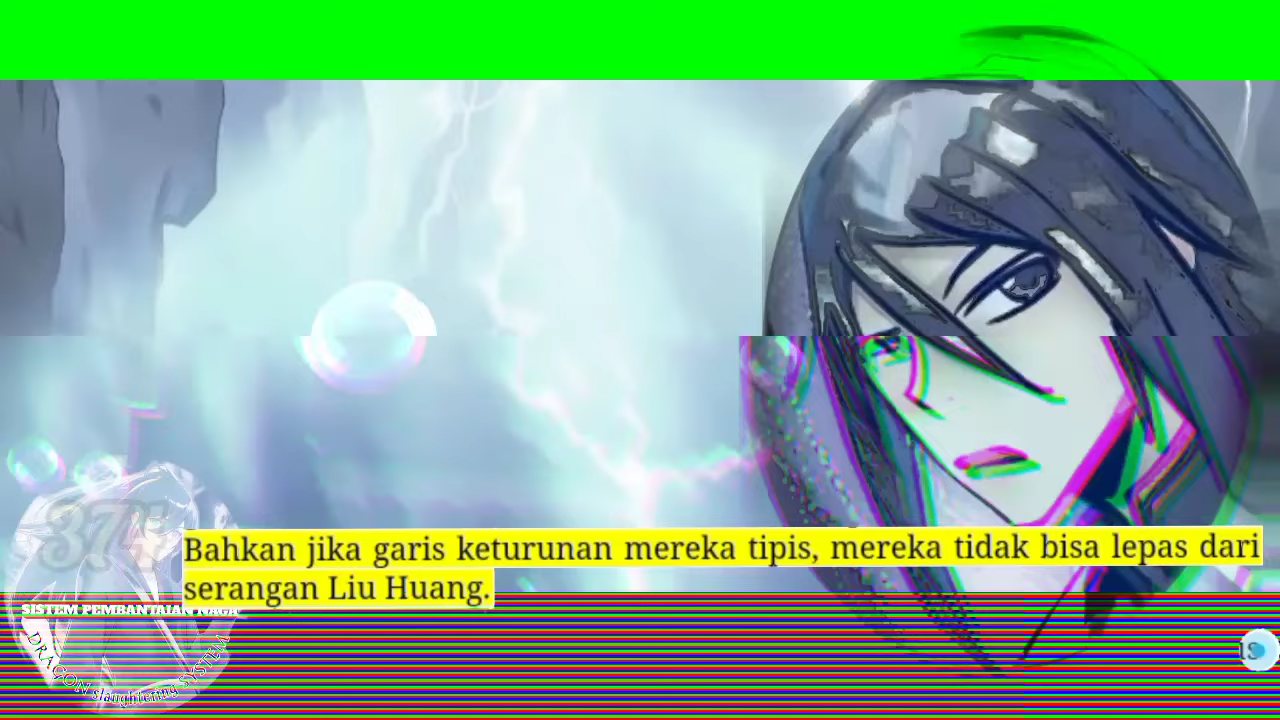 374
Bahkan jika garis keturunan mereka tipis, mereka tidak bisa lepas dari
serangan Liu Huang.
SISTEM PEMBANTAIAN NAGA
DRAGON slaughtering SYSTEM